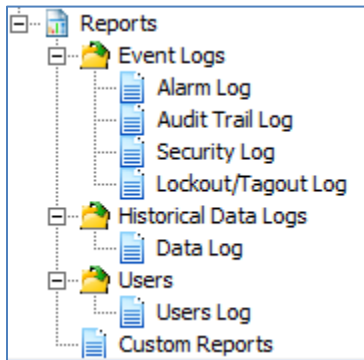 Reports
Event Logs
Alarm Log
Audit Trail Log
Security Log
Lockout/Tagout Log
Historical Data Logs
Data Log
Users
Users Log
Custom Reports